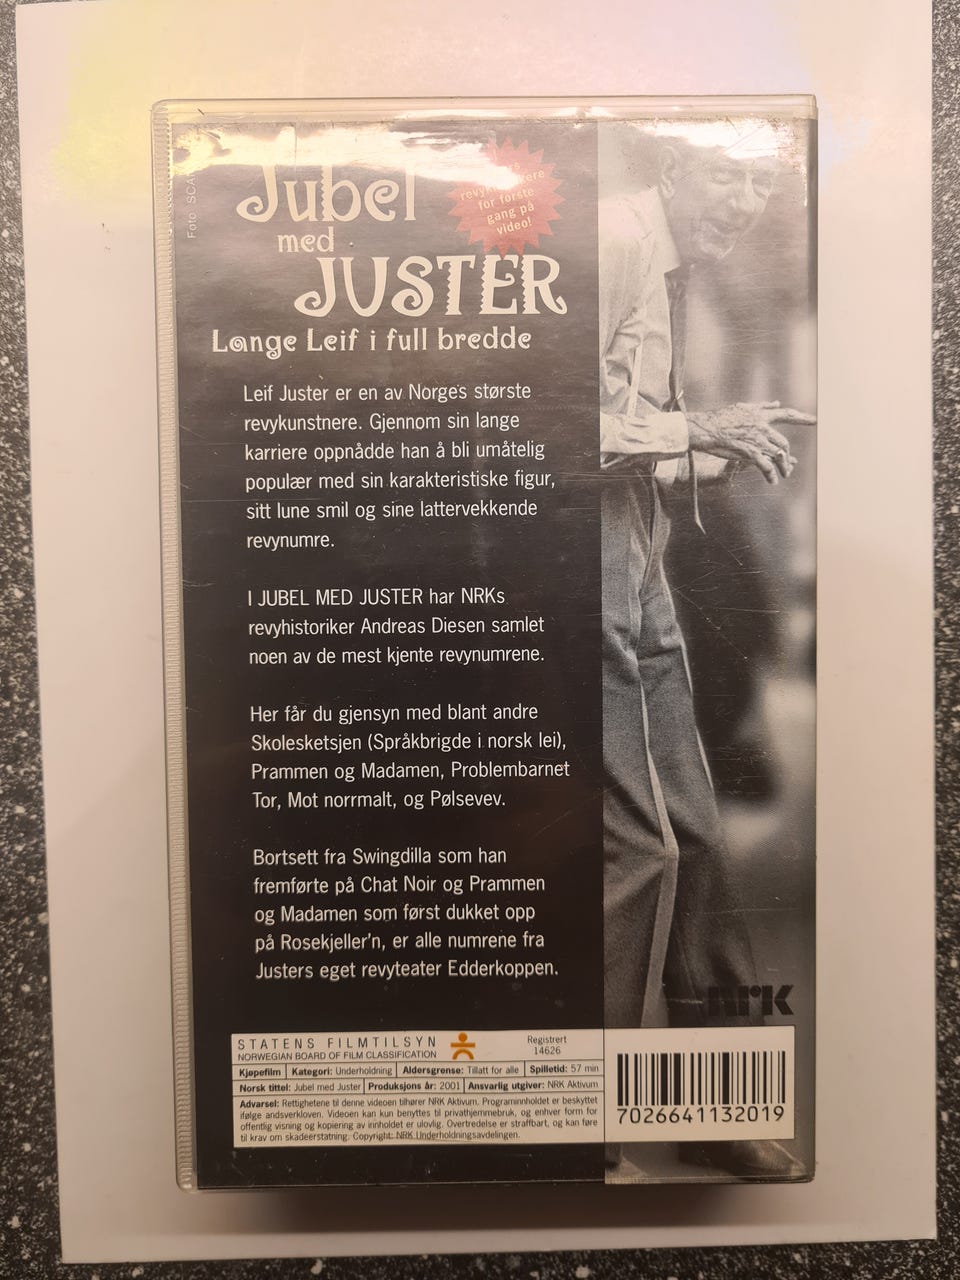 Foto: SCA
Jubel
med
JUSTER
for første
gang på
video!
Lange Leif i full bredde
Leif Juster er en av Norges største
revykunstnere. Gjennom sin lange
karriere oppnådde han å bli umåtelig
populær med sin karakteristiske figur,
sitt lune smil og sine lattervekkende
revynumre.
I JUBEL MED JUSTER har NRKs
revyhistoriker Andreas Diesen samlet
noen av de mest kjente revynumrene.
Her får du gjensyn med blant andre
Skolesketsjen (Språkbrigde i norsk lei),
Prammen og Madamen, Problembarnet
Tor, Mot norrmalt, og Pølsevev.
Bortsett fra Swingdilla som han
fremførte på Chat Noir og Prammen
og Madamen som først dukket opp
på Rosekjeller'n, er alle numrene fra
Justers eget revyteater Edderkoppen.
NRK
STATENS FILMTILSYN
NORWEGIAN BOARD OF FILM CLASSIFICATION
Registrert
14626
Kjøpefilm Kategori: Underholdning Aldersgrense: Tillatt for alle Spilletid: 57 min
Norsk tittel: Jubel med Juster Produksjons år: 2001 Ansvarlig utgiver: NRK Aktivum
Advarsel: Rettighetene til denne videoen tilhører NRK Aktivum. Programinnholdet er beskyttet
ifølge andsverkloven. Videoen kan kun benyttes til privathjemmebruk, og enhver form for
offentlig visning og kopiering av innholdet er ulovlig. Overtredelse er straffbart, og kan føre
til krav om skadeerstatning. Copyright: NRK Underholdningsavdelingen.
7026641132019